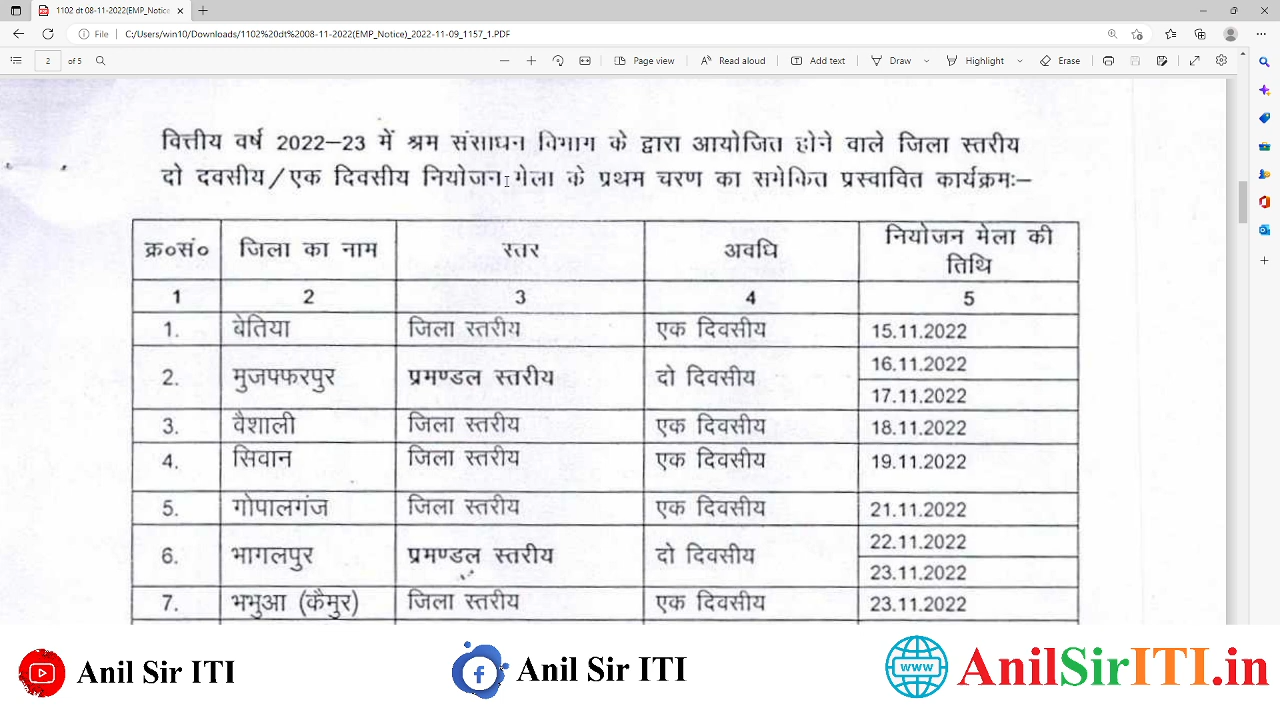 1102 dt 08-11-2022(EMP_Notice
File C:/Users/win10/Downloads/1102%20dt%2008-11-2022(EMP_Notice)_2022-11-09_1157_1.PDF
2 of 5 Page view Read aloud Add text Draw Highlight Erase
वित्तीय वर्ष 2022–23 में श्रम संसाधन विभाग के द्वारा आयोजित होने वाले जिला स्तरीय
दो दवसीय/एक दिवसीय नियोजन मेला के प्रथम चरण का समेकित प्रस्वावित कार्यक्रमः–
क्र०सं० जिला का नाम स्तर अवधि नियोजन मेला की तिथि
1 2 3 4 5
1. बेतिया जिला स्तरीय एक दिवसीय 15.11.2022
2. मुजफ्फरपुर प्रमण्डल स्तरीय दो दिवसीय 16.11.2022
17.11.2022
3. वैशाली जिला स्तरीय एक दिवसीय 18.11.2022
4. सिवान जिला स्तरीय एक दिवसीय 19.11.2022
5. गोपालगंज जिला स्तरीय एक दिवसीय 21.11.2022
6. भागलपुर प्रमण्डल स्तरीय दो दिवसीय 22.11.2022
23.11.2022
7. भभुआ (कैमुर) जिला स्तरीय एक दिवसीय 23.11.2022
Anil Sir ITI Anil Sir ITI www AnilSirITI.in